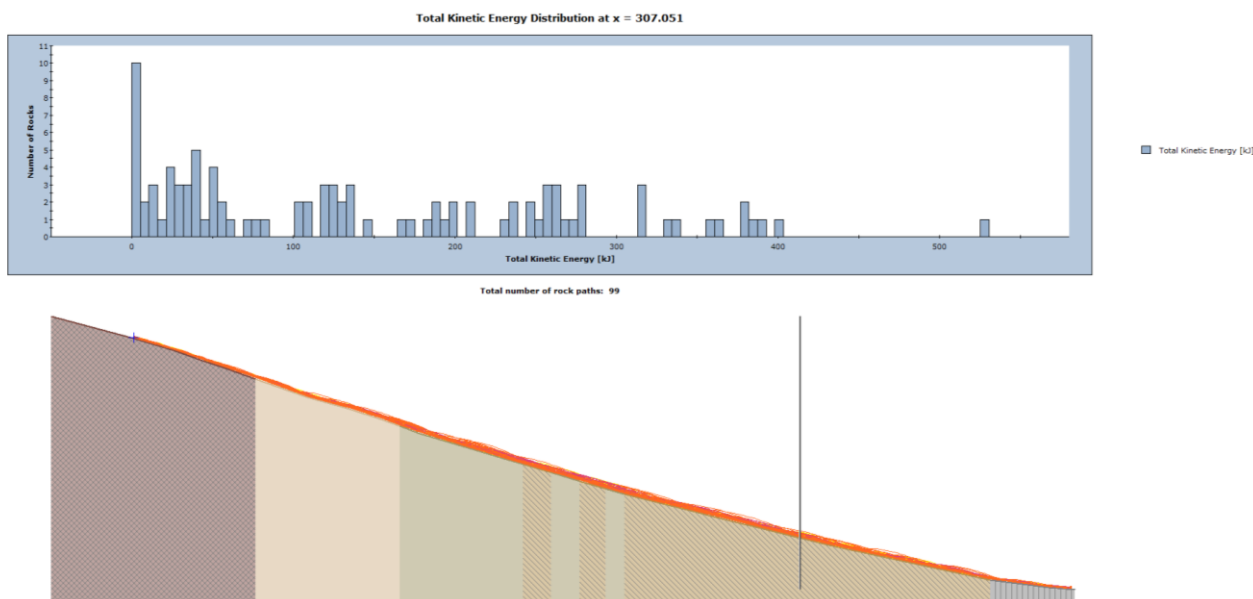 Total Kinetic Energy Distribution at x = 307.051
11
10
9
8
7
6
5
4
3
2
1
0
Number of Rocks
0 100 200 300 400 500
Total Kinetic Energy [kJ]
Total Kinetic Energy [kJ]
Total number of rock paths: 99